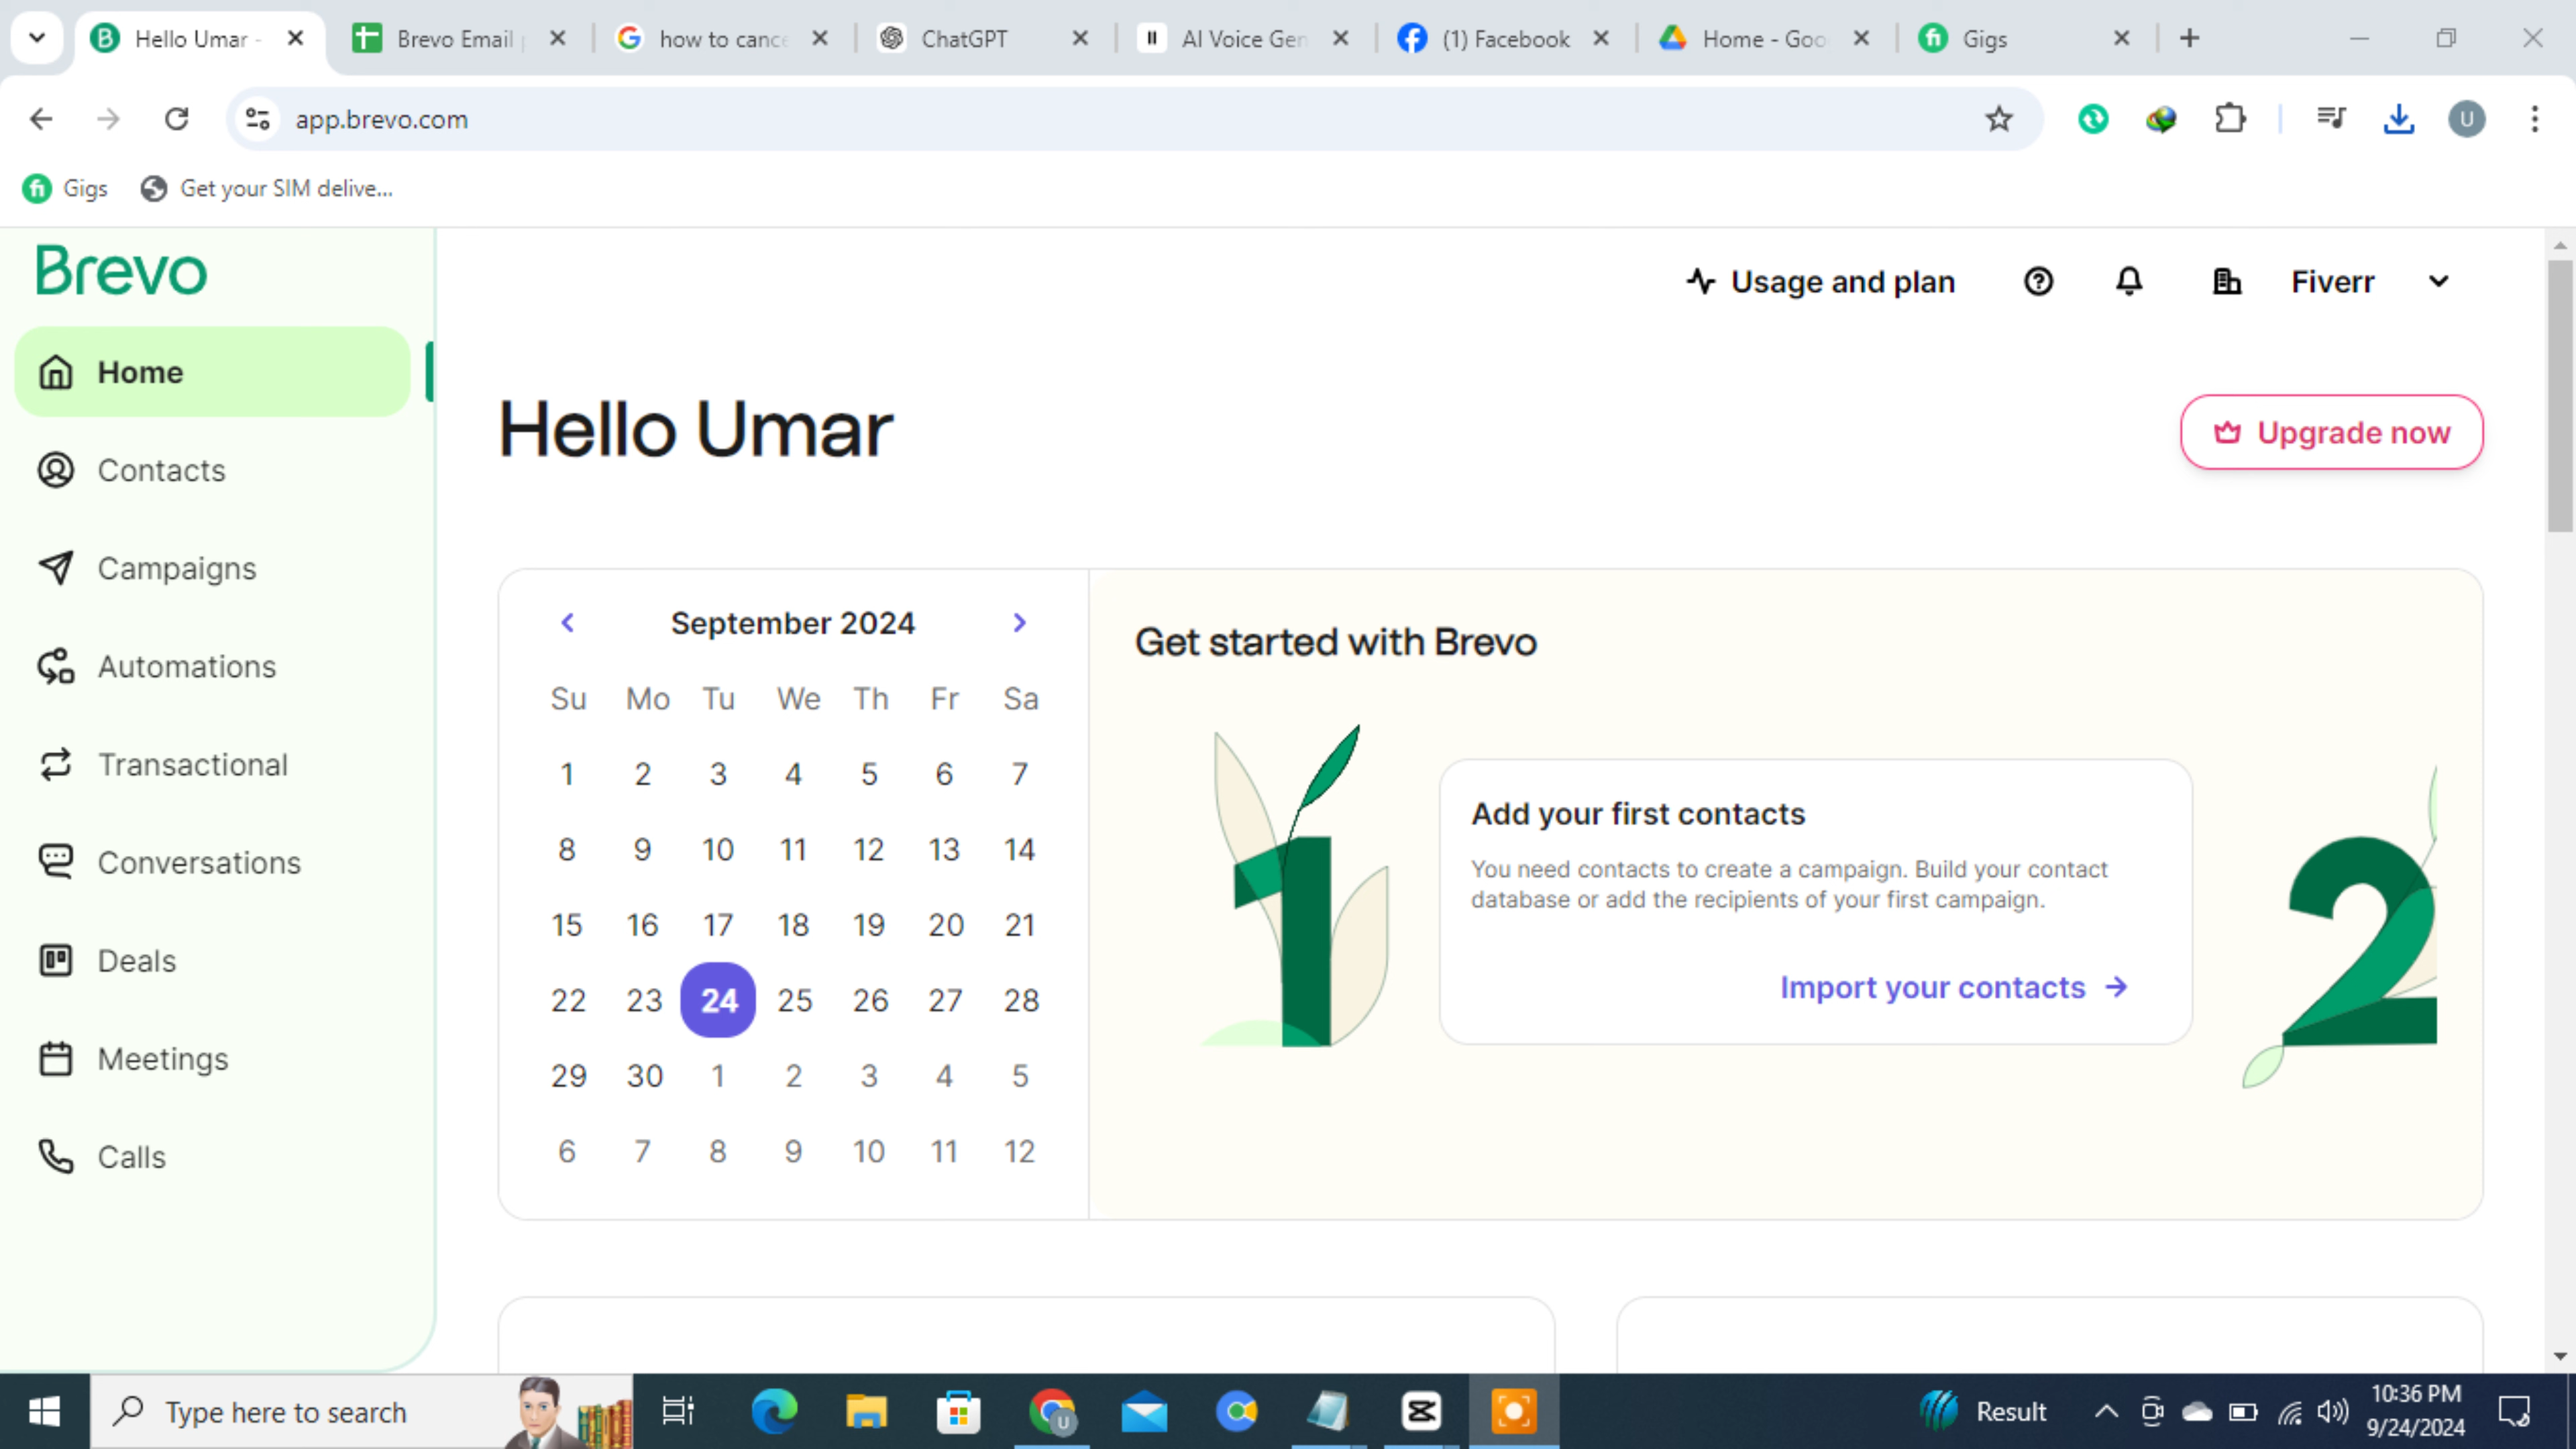 Hello Umar -
Brevo Email
how to cance
ChatGPT
AI Voice Gen
(1) Facebook
Home - Goo
Gigs
app.brevo.com
U
Gigs
Get your SIM delive...
Brevo
Usage and plan
Fiverr
Home
Hello Umar
Upgrade now
Contacts
Campaigns
Automations
Transactional
Conversations
Deals
Meetings
Calls
September 2024
Su Mo Tu We Th Fr Sa
1 2 3 4 5 6 7
8 9 10 11 12 13 14
15 16 17 18 19 20 21
22 23 24 25 26 27 28
29 30 1 2 3 4 5
6 7 8 9 10 11 12
Get started with Brevo
1
Add your first contacts
You need contacts to create a campaign. Build your contact
database or add the recipients of your first campaign.
Import your contacts
2
Type here to search
U
Result
10:36 PM
9/24/2024